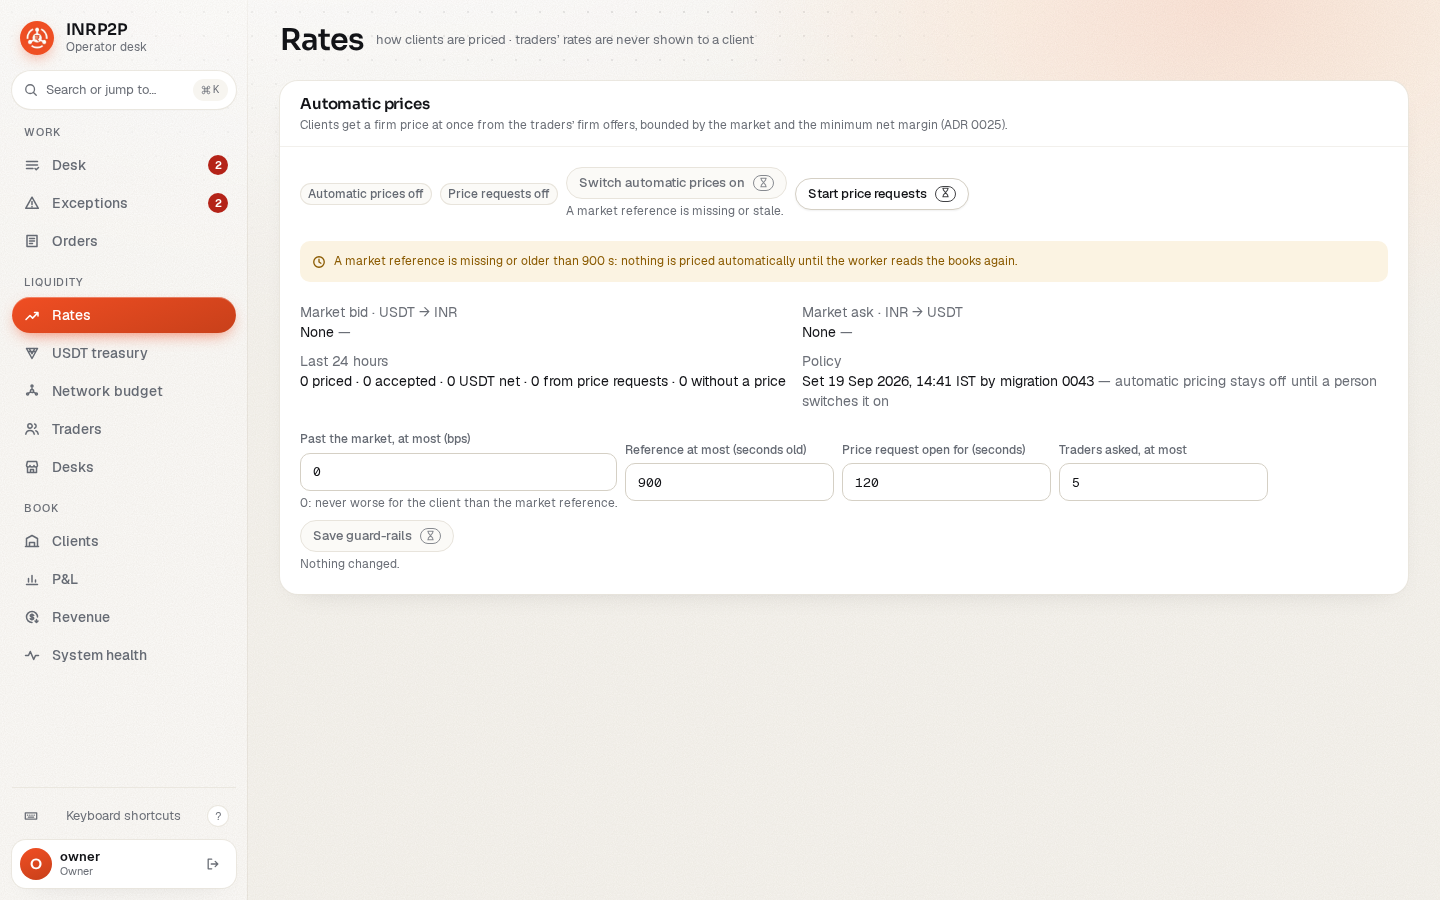 INRP2P
Operator desk
Search or jump to...
⌘K
WORK
Desk
2
Exceptions
2
Orders
LIQUIDITY
Rates
USDT treasury
Network budget
Traders
Desks
BOOK
Clients
P&L
Revenue
System health
Keyboard shortcuts
?
O
owner
Owner
Rates
how clients are priced · traders' rates are never shown to a client
Automatic prices
Clients get a firm price at once from the traders' firm offers, bounded by the market and the minimum net margin (ADR 0025).
Automatic prices off
Price requests off
Switch automatic prices on
A market reference is missing or stale.
Start price requests
A market reference is missing or older than 900 s: nothing is priced automatically until the worker reads the books again.
Market bid · USDT → INR
None —
Market ask · INR → USDT
None —
Last 24 hours
0 priced · 0 accepted · 0 USDT net · 0 from price requests · 0 without a price
Policy
Set 19 Sep 2026, 14:41 IST by migration 0043 — automatic pricing stays off until a person
switches it on
Past the market, at most (bps)
0
0: never worse for the client than the market reference.
Reference at most (seconds old)
900
Price request open for (seconds)
120
Traders asked, at most
5
Save guard-rails
Nothing changed.